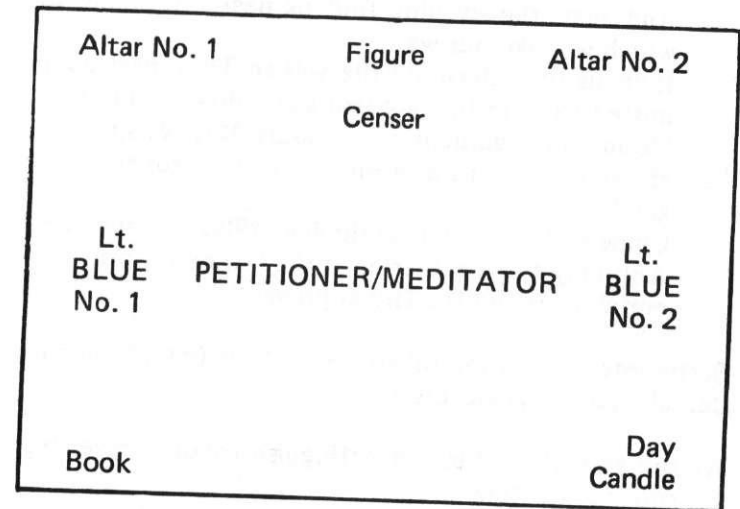 Altar No. 1 Figure Altar No. 2
Censer
Lt.
BLUE
No. 1
PETITIONER/MEDITATOR
Lt.
BLUE
No. 2
Book
Day
Candle